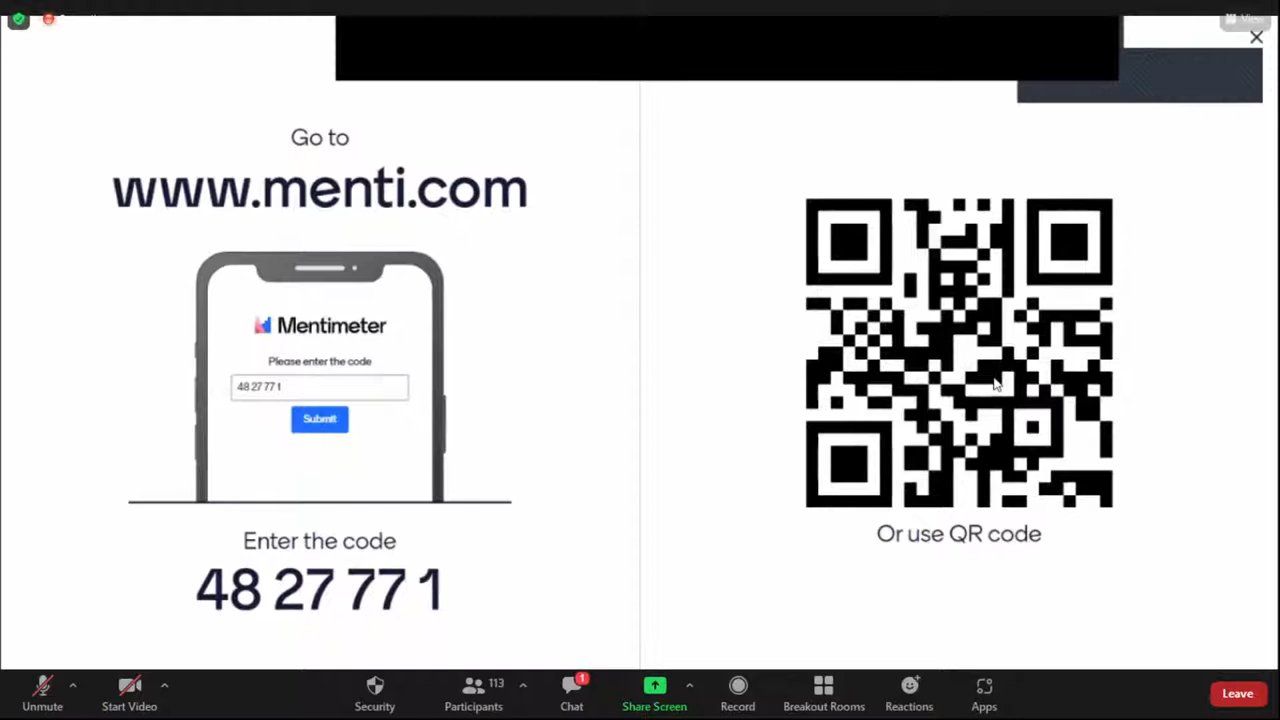 View
Go to
www.menti.com
Mentimeter
Please enter the code
48 27 77 1
Submit
Enter the code
48 27 77 1
Or use QR code
Unmute
Start Video
Security
113
Participants
1
Chat
Share Screen
Record
Breakout Rooms
Reactions
Apps
Leave